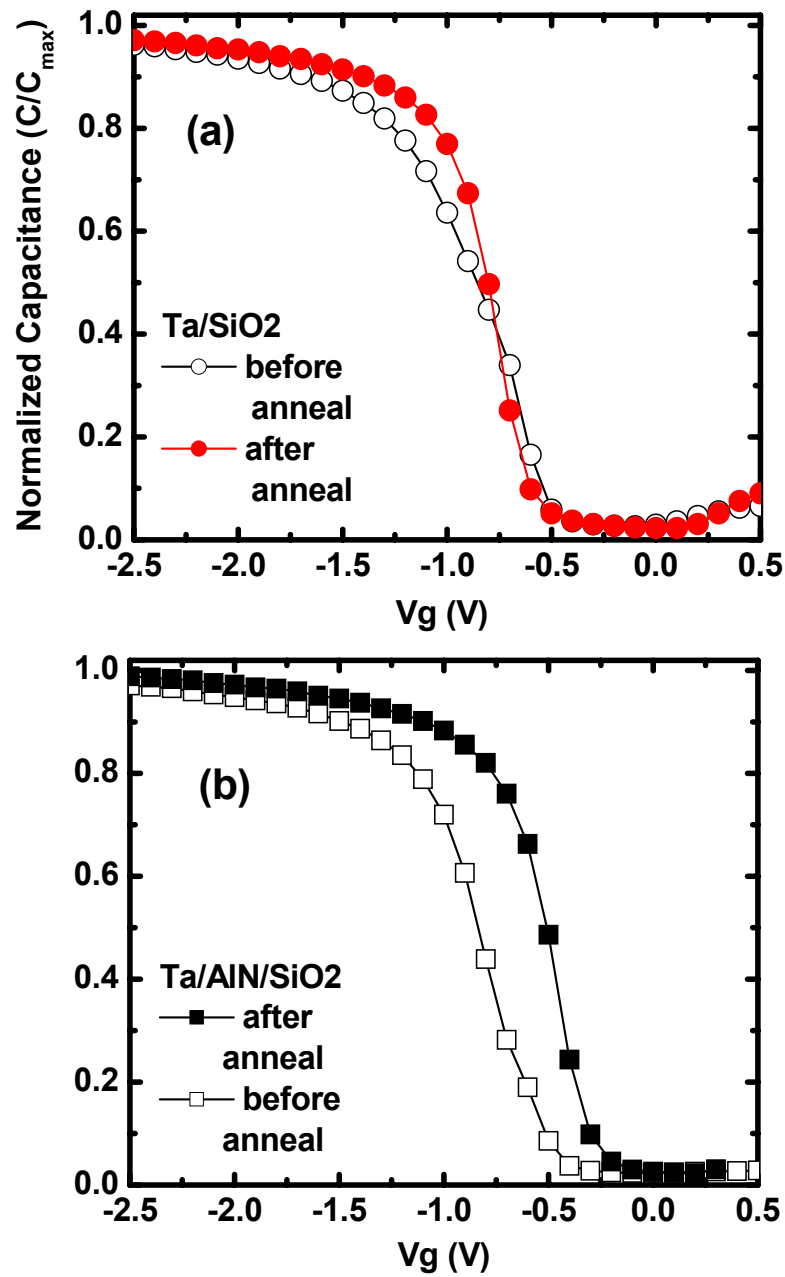 Normalized Capacitance (C/Cmax)
1.0
0.8
0.6
0.4
0.2
0.0
(a)
Ta/SiO2
before
anneal
after
anneal
-2.5 -2.0 -1.5 -1.0 -0.5 0.0 0.5
Vg (V)
1.0
0.8
0.6
0.4
0.2
0.0
(b)
Ta/AlN/SiO2
after
anneal
before
anneal
-2.5 -2.0 -1.5 -1.0 -0.5 0.0 0.5
Vg (V)